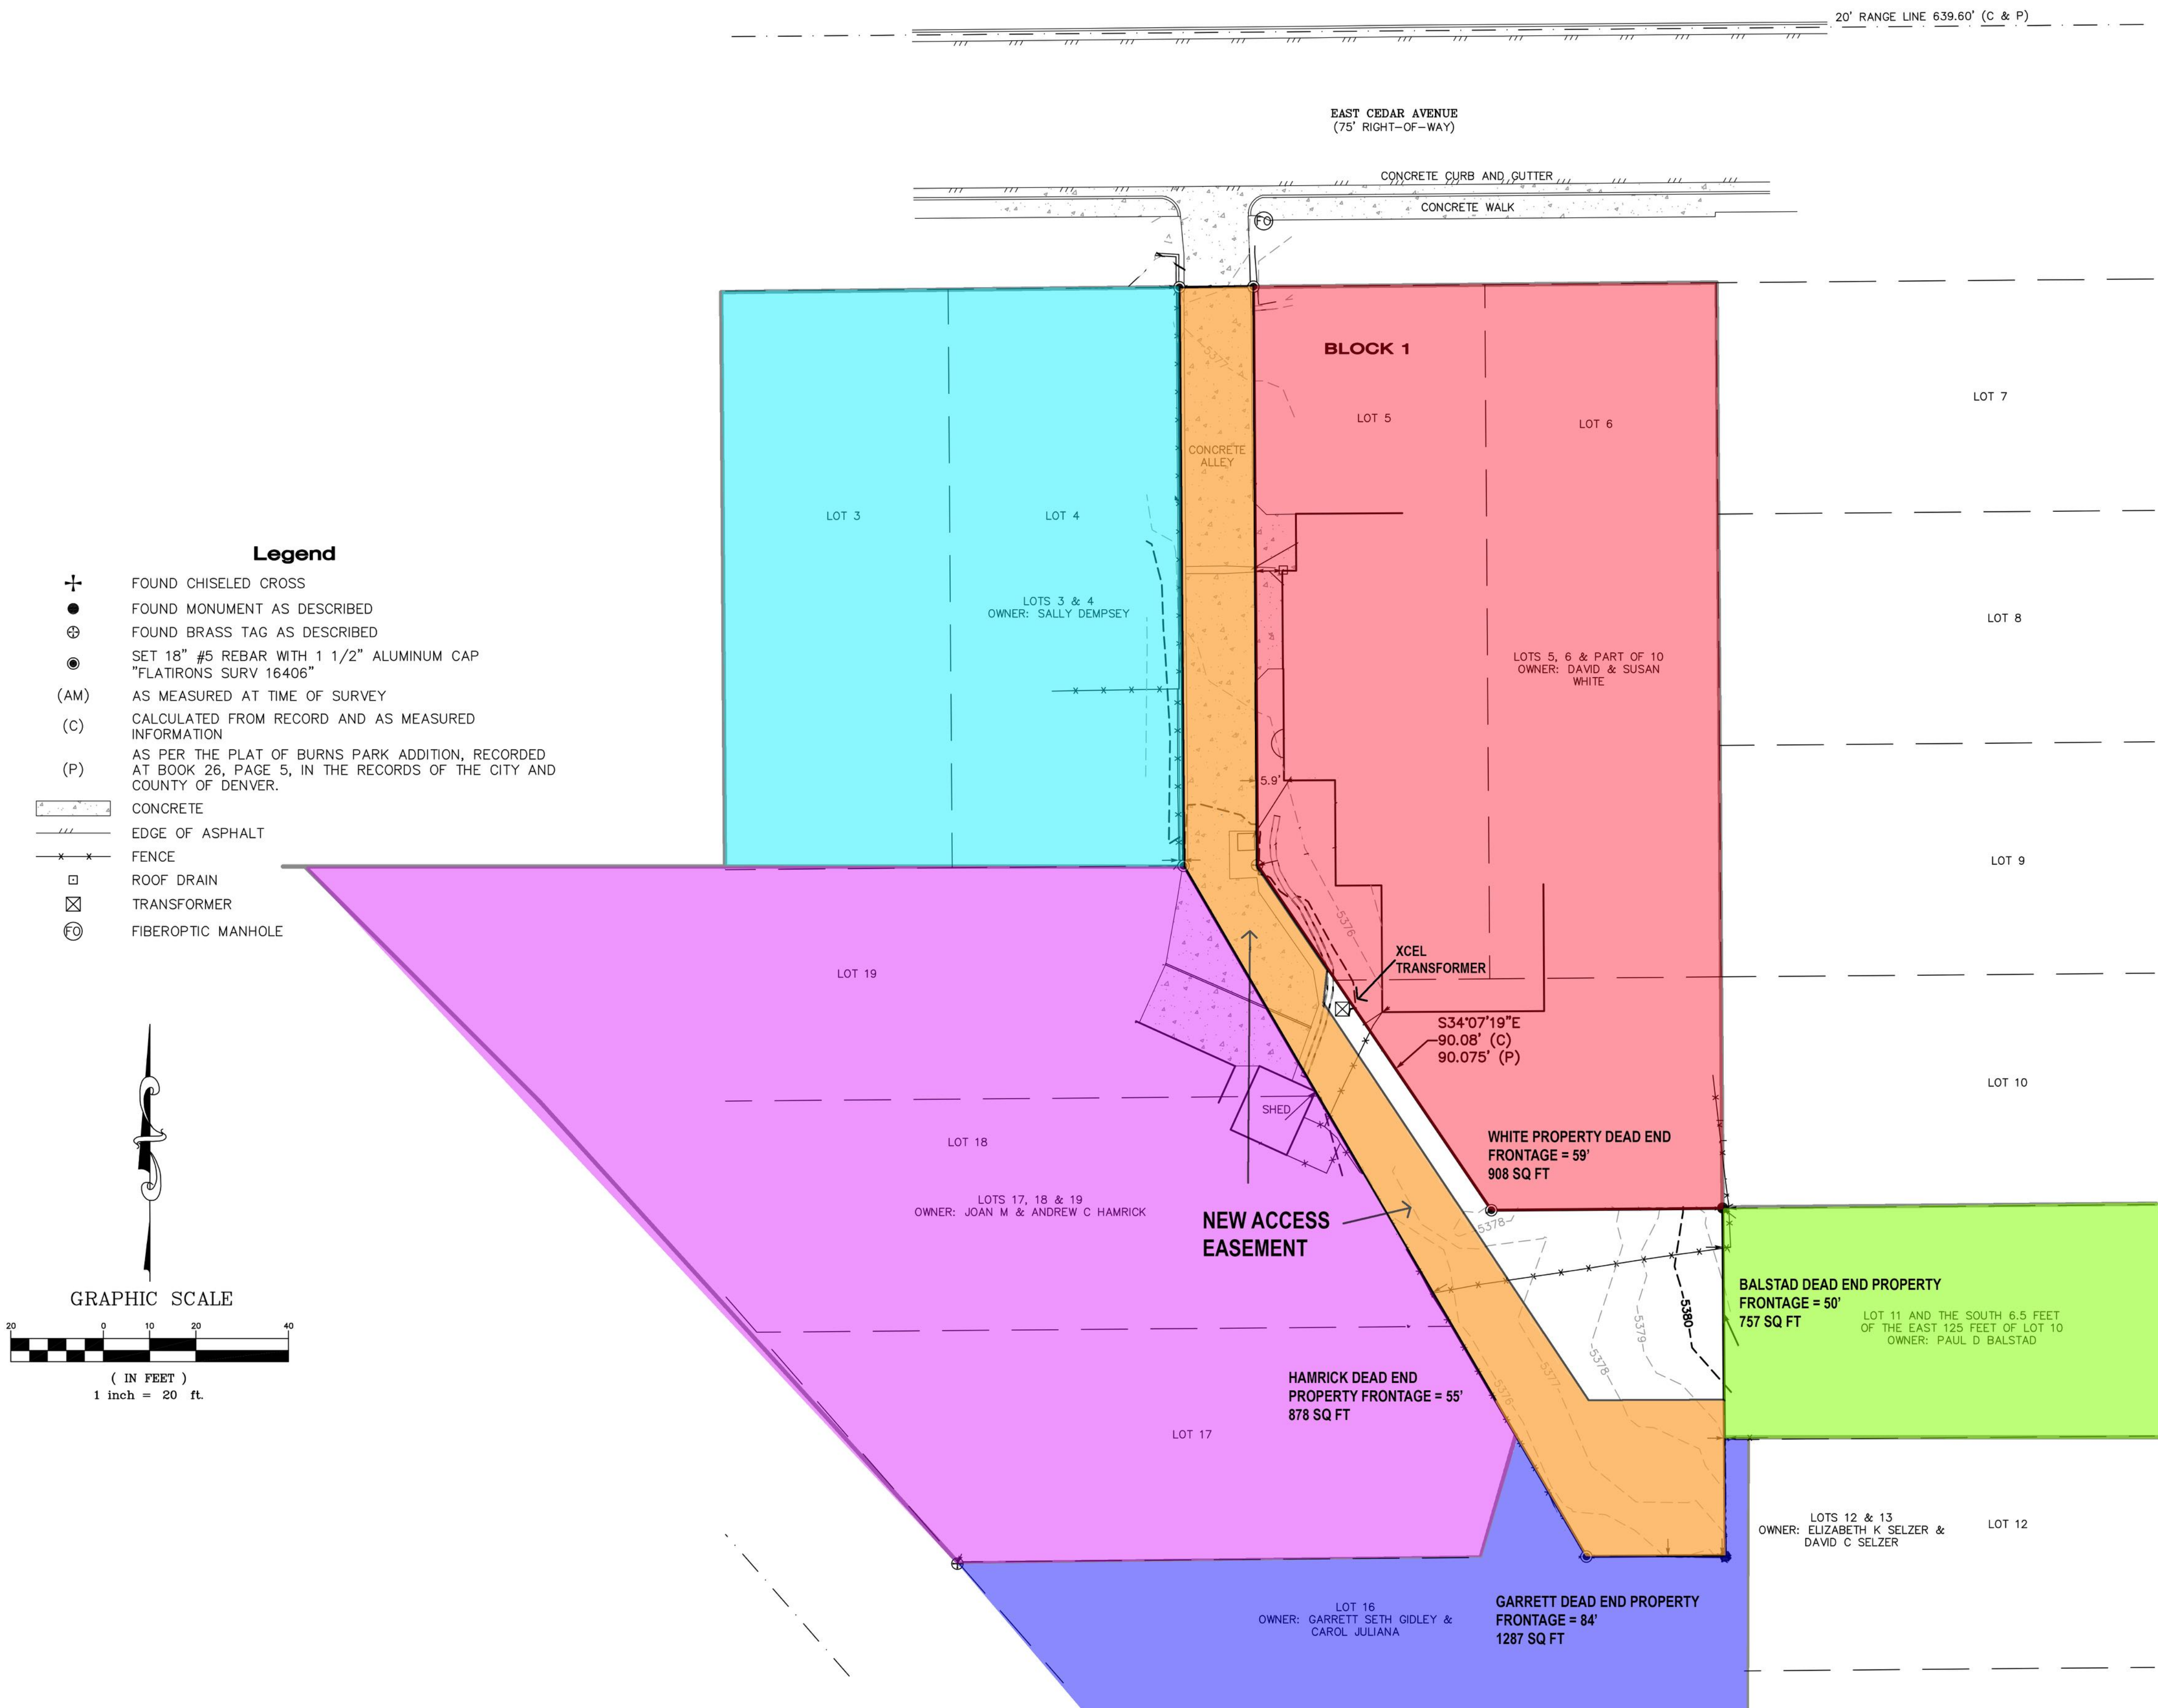 20' RANGE LINE 639.60' (C & P)
EAST CEDAR AVENUE
(75' RIGHT-OF-WAY)
CONCRETE CURB AND GUTTER
CONCRETE WALK
FO
BLOCK 1
5377
LOT 5
LOT 6
LOT 7
CONCRETE
ALLEY
LOT 3
LOT 4
LOTS 3 & 4
OWNER: SALLY DEMPSEY
LOT 8
LOTS 5, 6 & PART OF 10
OWNER: DAVID & SUSAN
WHITE
5.9'
LOT 9
Legend
FOUND CHISELED CROSS
FOUND MONUMENT AS DESCRIBED
FOUND BRASS TAG AS DESCRIBED
SET 18" #5 REBAR WITH 1 1/2" ALUMINUM CAP
"FLATIRONS SURV 16406"
(AM) AS MEASURED AT TIME OF SURVEY
(C) CALCULATED FROM RECORD AND AS MEASURED
INFORMATION
(P) AS PER THE PLAT OF BURNS PARK ADDITION, RECORDED
AT BOOK 26, PAGE 5, IN THE RECORDS OF THE CITY AND
COUNTY OF DENVER.
CONCRETE
EDGE OF ASPHALT
FENCE
ROOF DRAIN
TRANSFORMER
FO FIBEROPTIC MANHOLE
5376
XCEL
TRANSFORMER
LOT 19
S34°07'19"E
90.08' (C)
90.075' (P)
LOT 10
SHED
LOT 18
WHITE PROPERTY DEAD END
FRONTAGE = 59'
908 SQ FT
LOTS 17, 18 & 19
OWNER: JOAN M & ANDREW C HAMRICK
NEW ACCESS
EASEMENT
5378
GRAPHIC SCALE
20 0 10 20 40
( IN FEET )
1 inch = 20 ft.
BALSTAD DEAD END PROPERTY
FRONTAGE = 50'
757 SQ FT
LOT 11 AND THE SOUTH 6.5 FEET
OF THE EAST 125 FEET OF LOT 10
OWNER: PAUL D BALSTAD
5380
5379
5378
5377
5376
HAMRICK DEAD END
PROPERTY FRONTAGE = 55'
878 SQ FT
LOT 17
LOTS 12 & 13
OWNER: ELIZABETH K SELZER &
DAVID C SELZER
LOT 12
LOT 16
OWNER: GARRETT SETH GIDLEY &
CAROL JULIANA
GARRETT DEAD END PROPERTY
FRONTAGE = 84'
1287 SQ FT